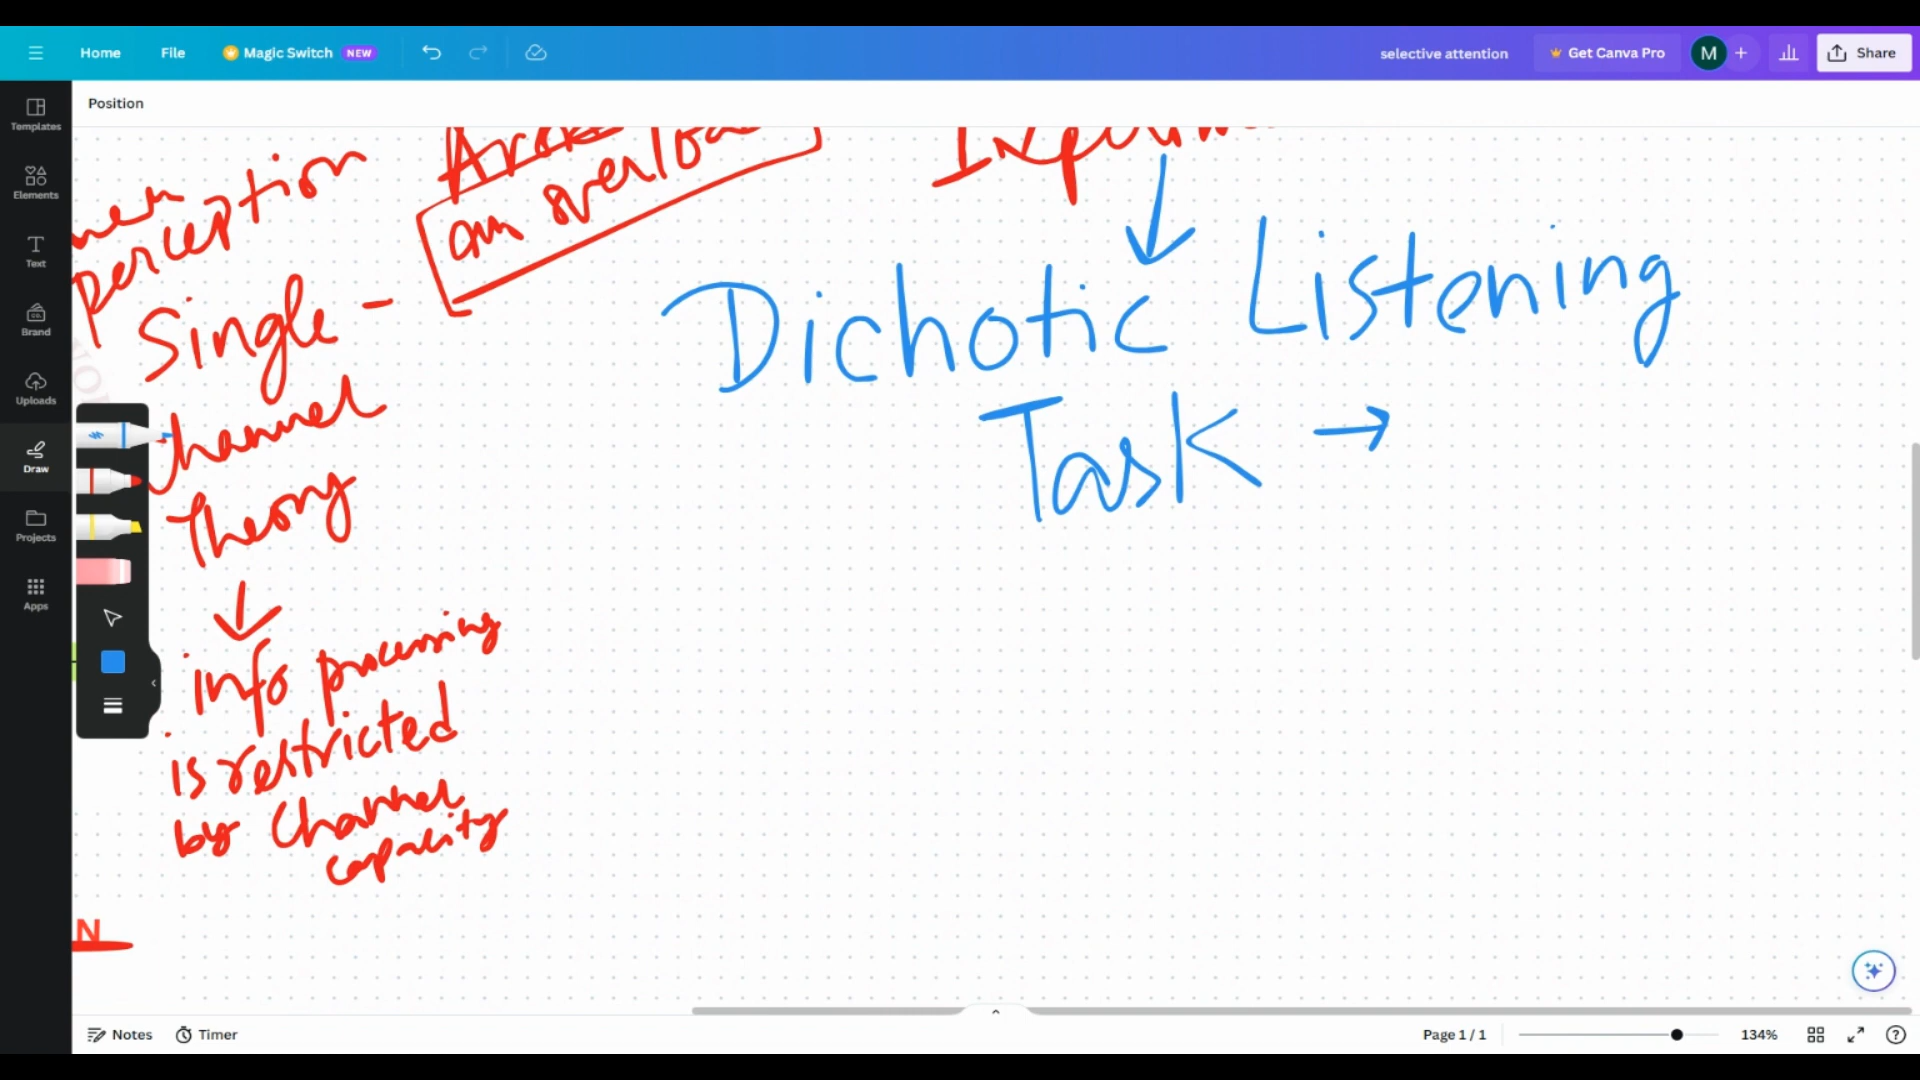 Home File Magic Switch NEW selective attention Get Canva Pro M + Share
Position
Templates
Elements
Text
Brand
Uploads
Draw
Projects
Apps
perception
an overload
Single -
Channel
Theory
info processing
is restricted
by Channel
capacity
N
Dichotic Listening
Task →
Notes Timer Page 1 / 1 134%